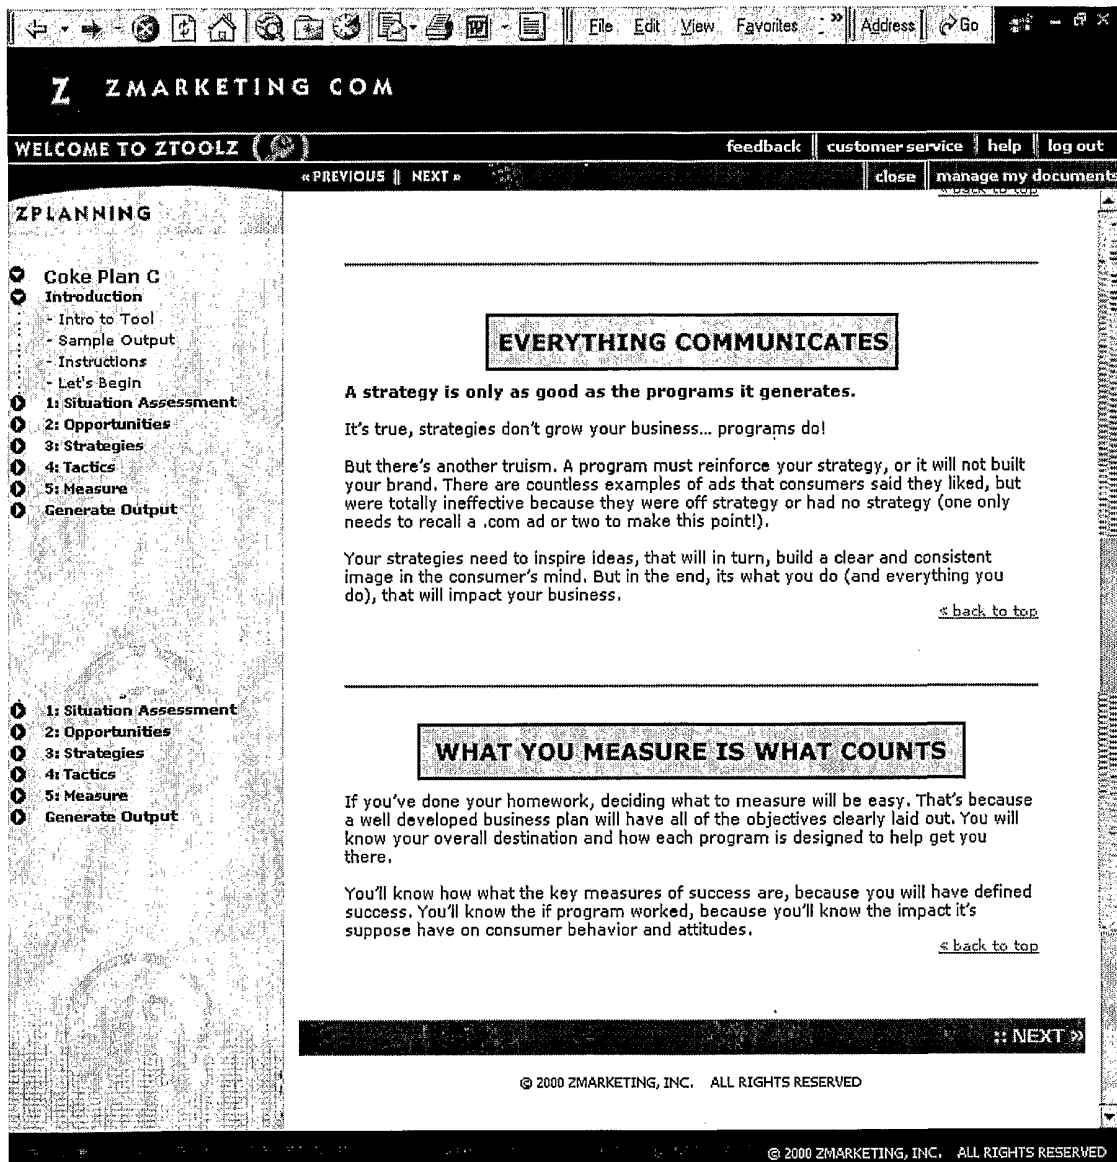 File Edit View Favorites » Address Go
Z ZMARKETING COM
WELCOME TO ZTOOLZ
feedback customer service help log out
« PREVIOUS || NEXT » close manage my documents
« back to top
ZPLANNING
Coke Plan C
Introduction
- Intro to Tool
- Sample Output
- Instructions
- Let's Begin
1: Situation Assessment
2: Opportunities
3: Strategies
4: Tactics
5: Measure
Generate Output
1: Situation Assessment
2: Opportunities
3: Strategies
4: Tactics
5: Measure
Generate Output
EVERYTHING COMMUNICATES
A strategy is only as good as the programs it generates.
It's true, strategies don't grow your business... programs do!
But there's another truism. A program must reinforce your strategy, or it will not built
your brand. There are countless examples of ads that consumers said they liked, but
were totally ineffective because they were off strategy or had no strategy (one only
needs to recall a .com ad or two to make this point!).
Your strategies need to inspire ideas, that will in turn, build a clear and consistent
image in the consumer's mind. But in the end, its what you do (and everything you
do), that will impact your business.
« back to top
WHAT YOU MEASURE IS WHAT COUNTS
If you've done your homework, deciding what to measure will be easy. That's because
a well developed business plan will have all of the objectives clearly laid out. You will
know your overall destination and how each program is designed to help get you
there.
You'll know how what the key measures of success are, because you will have defined
success. You'll know the if program worked, because you'll know the impact it's
suppose have on consumer behavior and attitudes.
« back to top
:: NEXT »
© 2000 ZMARKETING, INC. ALL RIGHTS RESERVED
© 2000 ZMARKETING, INC. ALL RIGHTS RESERVED